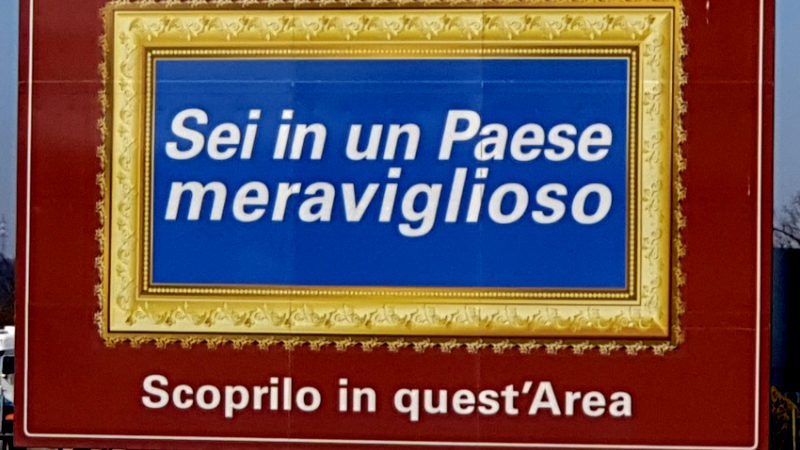 Sei in un Paese
meraviglioso
Scoprilo in quest'Area